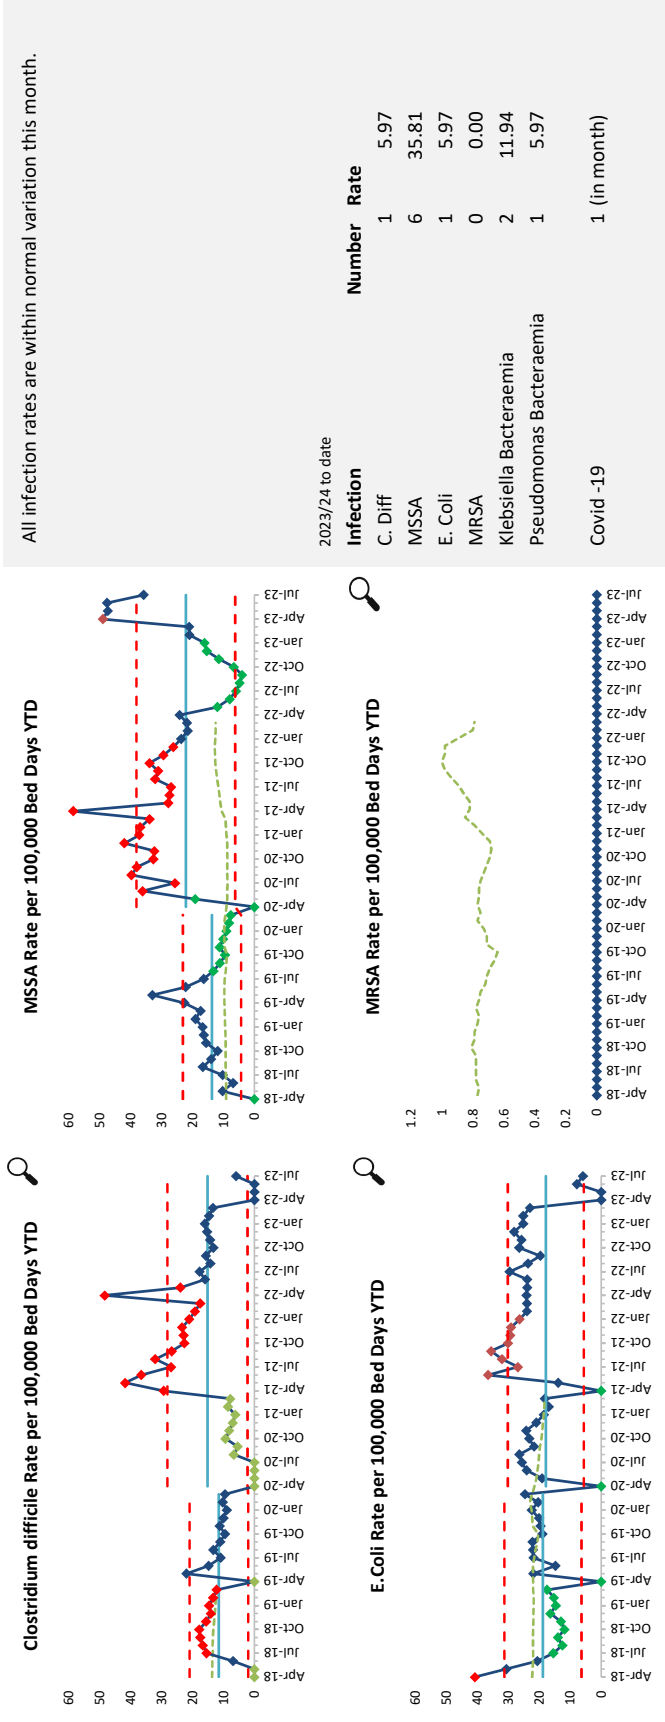 Clostridium difficile Rate per 100,000 Bed Days YTD
60
50
40
30
20
10
0
Apr-18 Jul-18 Oct-18 Jan-19 Apr-19 Jul-19 Oct-19 Jan-20 Apr-20 Jul-20 Oct-20 Jan-21 Apr-21 Jul-21 Oct-21 Jan-22 Apr-22 Jul-22 Oct-22 Jan-23 Apr-23 Jul-23
MSSA Rate per 100,000 Bed Days YTD
60
50
40
30
20
10
0
Apr-18 Jul-18 Oct-18 Jan-19 Apr-19 Jul-19 Oct-19 Jan-20 Apr-20 Jul-20 Oct-20 Jan-21 Apr-21 Jul-21 Oct-21 Jan-22 Apr-22 Jul-22 Oct-22 Jan-23 Apr-23 Jul-23
E.Coli Rate per 100,000 Bed Days YTD
60
50
40
30
20
10
0
Apr-18 Jul-18 Oct-18 Jan-19 Apr-19 Jul-19 Oct-19 Jan-20 Apr-20 Jul-20 Oct-20 Jan-21 Apr-21 Jul-21 Oct-21 Jan-22 Apr-22 Jul-22 Oct-22 Jan-23 Apr-23 Jul-23
MRSA Rate per 100,000 Bed Days YTD
1.2
1
0.8
0.6
0.4
0.2
0
Apr-18 Jul-18 Oct-18 Jan-19 Apr-19 Jul-19 Oct-19 Jan-20 Apr-20 Jul-20 Oct-20 Jan-21 Apr-21 Jul-21 Oct-21 Jan-22 Apr-22 Jul-22 Oct-22 Jan-23 Apr-23 Jul-23
All infection rates are within normal variation this month.
2023/24 to date
Infection Number Rate
C. Diff 1 5.97
MSSA 6 35.81
E. Coli 1 5.97
MRSA 0 0.00
Klebsiella Bacteraemia 2 11.94
Pseudomonas Bacteraemia 1 5.97
Covid -19 1 (in month)